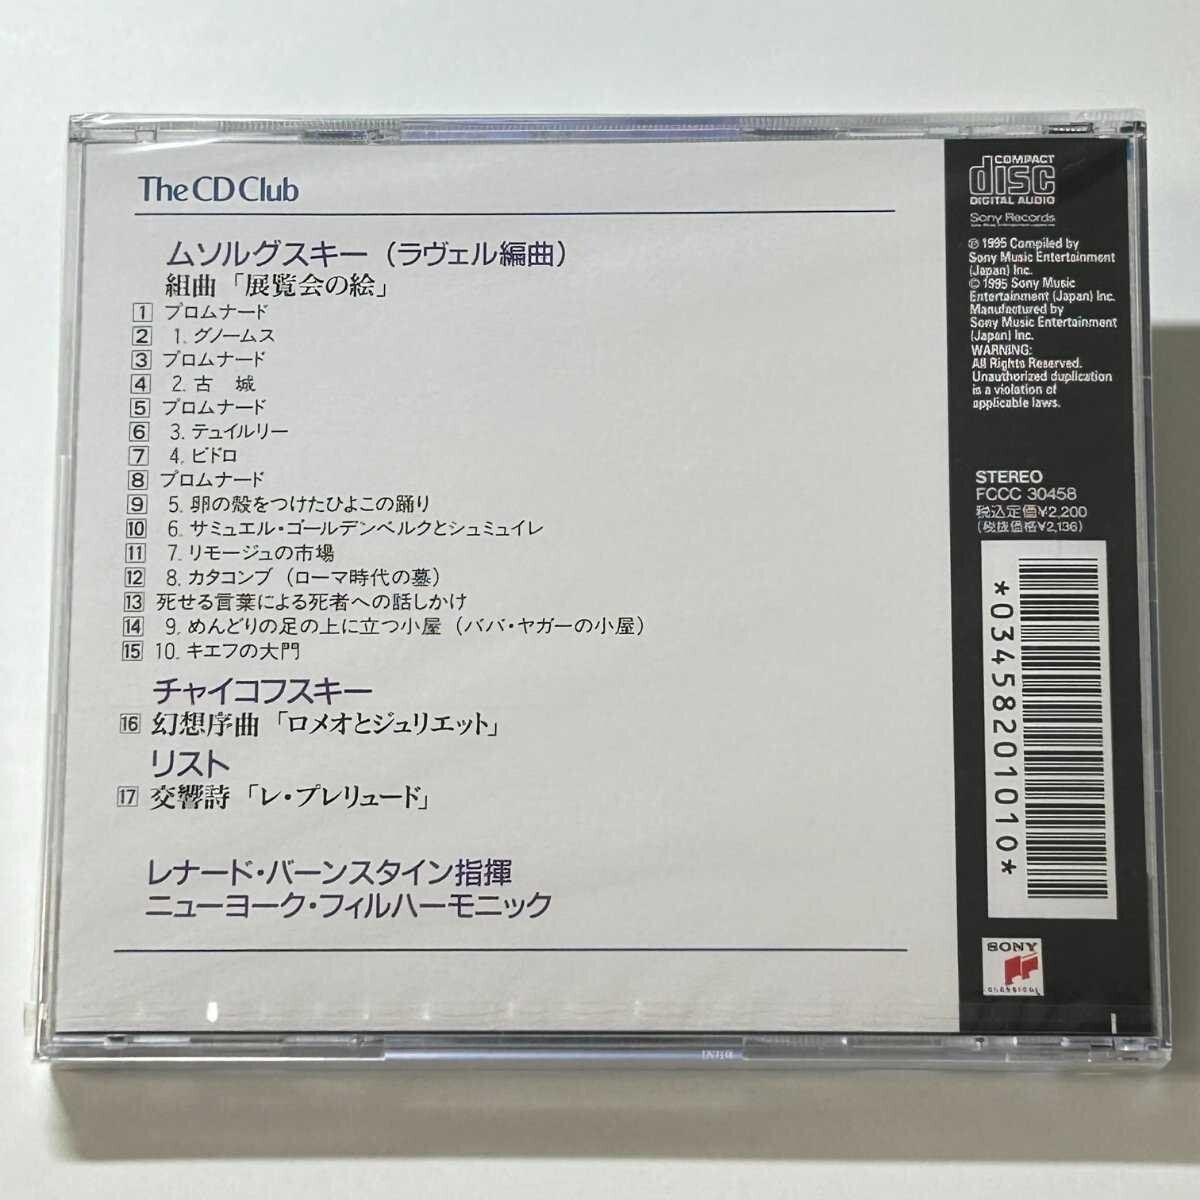 The CD Club
ムソルグスキー（ラヴェル編曲）
組曲「展覧会の絵」
1 プロムナード
2 1. グノームス
3 プロムナード
4 2. 古　城
5 プロムナード
6 3. テュイルリー
7 4. ビドロ
8 プロムナード
9 5. 卵の殻をつけたひよこの踊り
10 6. サミュエル・ゴールデンベルクとシュミュイレ
11 7. リモージュの市場
12 8. カタコンブ（ローマ時代の墓）
13 死せる言葉による死者への話しかけ
14 9. めんどりの足の上に立つ小屋（ババ・ヤガーの小屋）
15 10. キエフの大門
チャイコフスキー
16 幻想序曲「ロメオとジュリエット」
リスト
17 交響詩「レ・プレリュード」
レナード・バーンスタイン指揮
ニューヨーク・フィルハーモニック
COMPACT
disc
DIGITAL AUDIO
Sony Records
℗ 1995 Compiled by
Sony Music Entertainment
(Japan) Inc.
© 1995 Sony Music
Entertainment (Japan) Inc.
Manufactured by
Sony Music Entertainment
(Japan) Inc.
WARNING:
All Rights Reserved.
Unauthorized duplication
is a violation of
applicable laws.
STEREO
FCCC 30458
税込定価¥2,200
(税抜価格¥2,136)
*03458201010*
SONY
CLASSICAL